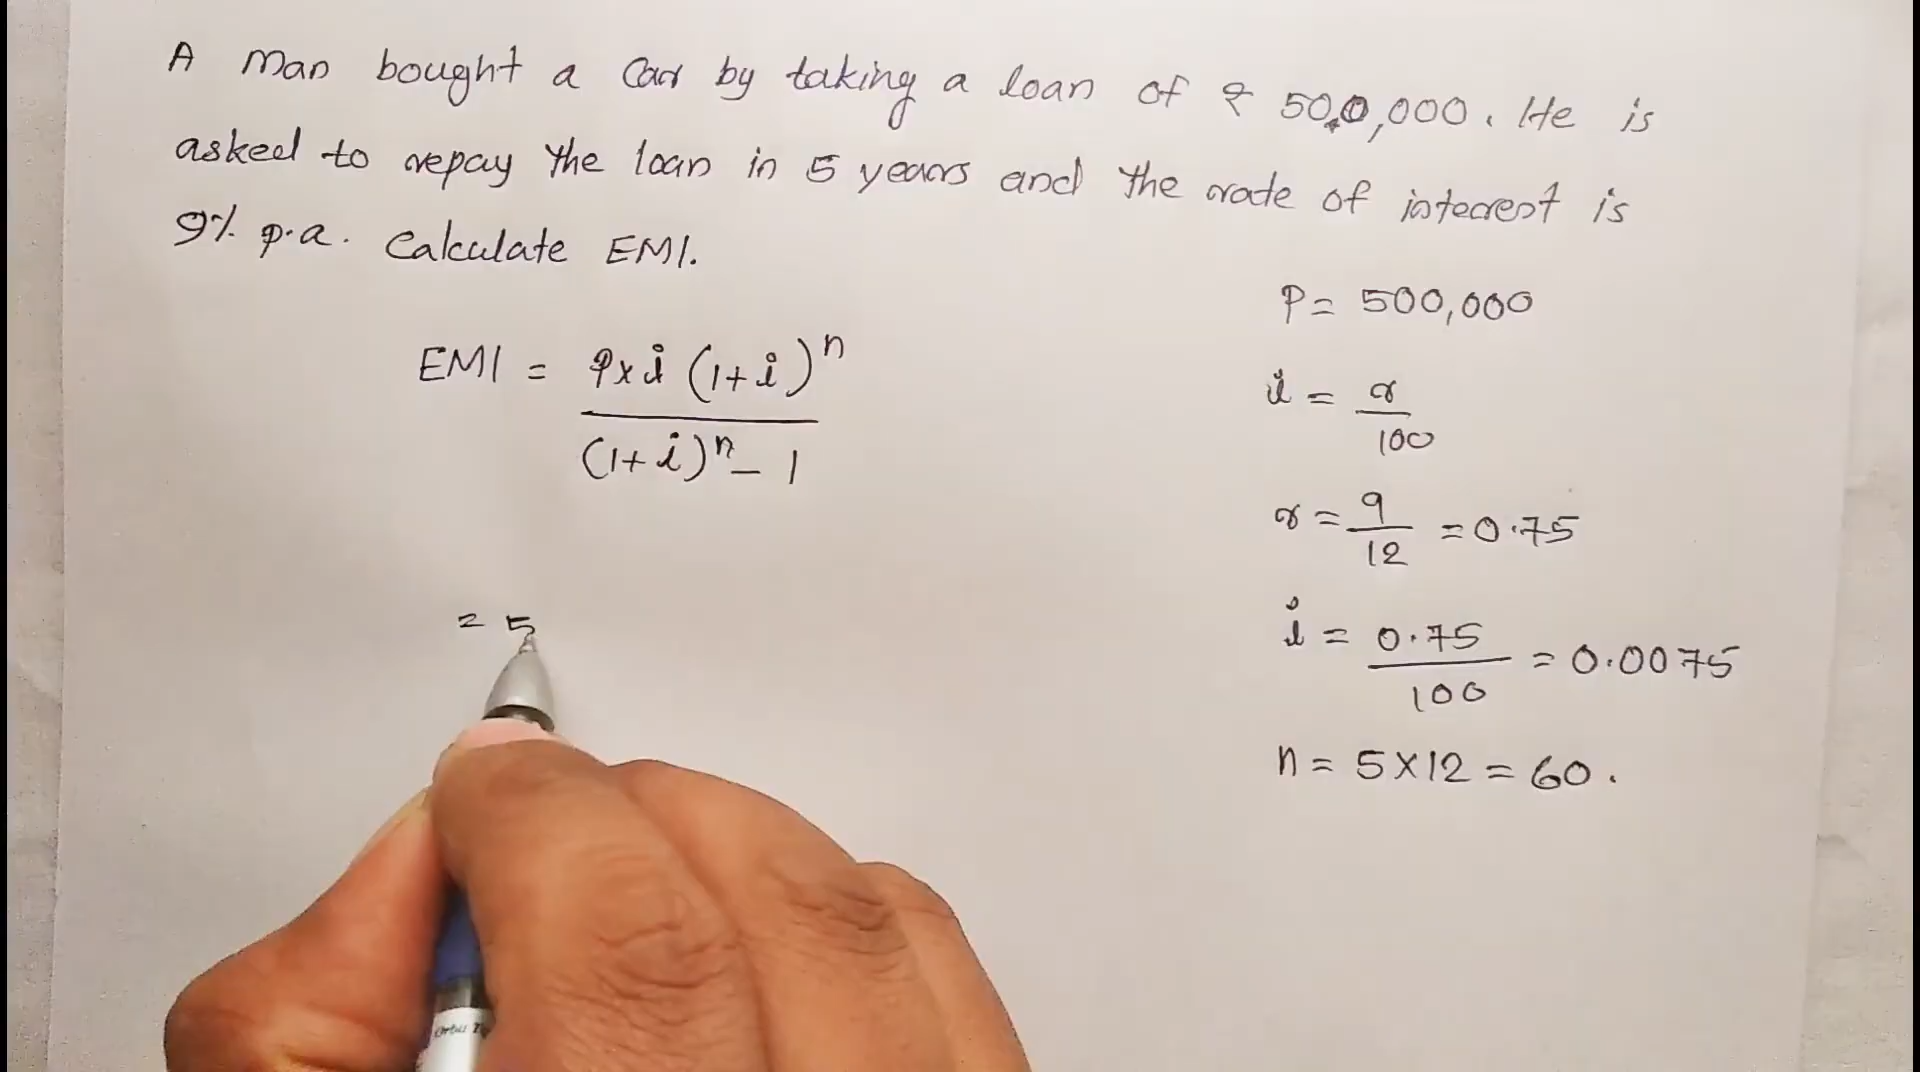 A man bought a car by taking a loan of ₹ 500,000. He is
asked to repay the loan in 5 years and the rate of interest is
9% p.a. Calculate EMI.
P = 500,000
EMI = P x i (1+i)^n
(1+i)^n - 1
i = r
100
r = 9
12 = 0.75
= 5
i = 0.75
100 = 0.0075
n = 5 X 12 = 60.